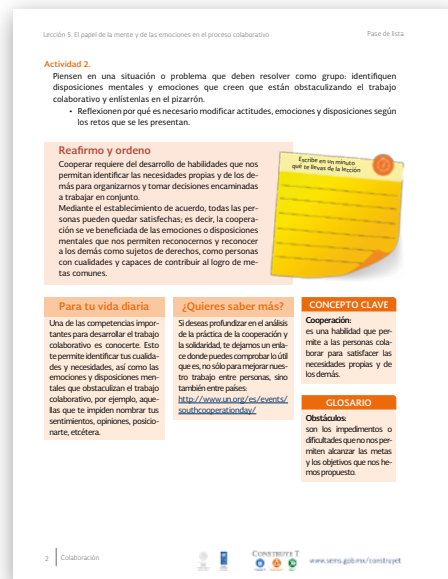 Lección 5. El papel de la mente y de las emociones en el proceso colaborativo
Pase de lista
Actividad 2.
Piensen en una situación o problema que deben resolver como grupo: identifiquen
disposiciones mentales y emociones que creen que están obstaculizando el trabajo
colaborativo y enlístenlas en el pizarrón.
• Reflexionen por qué es necesario modificar actitudes, emociones y disposiciones según
los retos que se les presentan.
Reafirmo y ordeno
Cooperar requiere del desarrollo de habilidades que nos
permitan identificar las necesidades propias y de los de-
más para organizarnos y tomar decisiones encaminadas
a trabajar en conjunto.
Mediante el establecimiento de acuerdo, todas las per-
sonas pueden quedar satisfechas; es decir, la coopera-
ción se ve beneficiada de las emociones o disposiciones
mentales que nos permiten reconocernos y reconocer
a los demás como sujetos de derechos, como personas
con cualidades y capaces de contribuir al logro de me-
tas comunes.
Escribe en un minuto
qué te llevas de la lección
Para tu vida diaria
Una de las competencias impor-
tantes para desarrollar el trabajo
colaborativo es conocerte. Esto
te permite identificar tus cualida-
des y necesidades, así como las
emociones y disposiciones men-
tales que obstaculizan el trabajo
colaborativo, por ejemplo, aque-
llas que te impiden nombrar tus
sentimientos, opiniones, posicio-
narte, etcétera.
¿Quieres saber más?
Si deseas profundizar en el análisis
de la práctica de la cooperación y
la solidaridad, te dejamos un enla-
ce donde puedes comprobar lo útil
que es, no sólo para mejorar nues-
tro trabajo entre personas, sino
también entre países:
http://www.un.org/es/events/
southcooperationday/
CONCEPTO CLAVE
Cooperación:
es una habilidad que per-
mite a las personas cola-
borar para satisfacer las
necesidades propias y de
los demás.
GLOSARIO
Obstáculos:
son los impedimentos o
dificultades que no nos per-
miten alcanzar las metas
y los objetivos que nos he-
mos propuesto.
2
Colaboración
CONSTRUYE T
www.sems.gob.mx/construyet